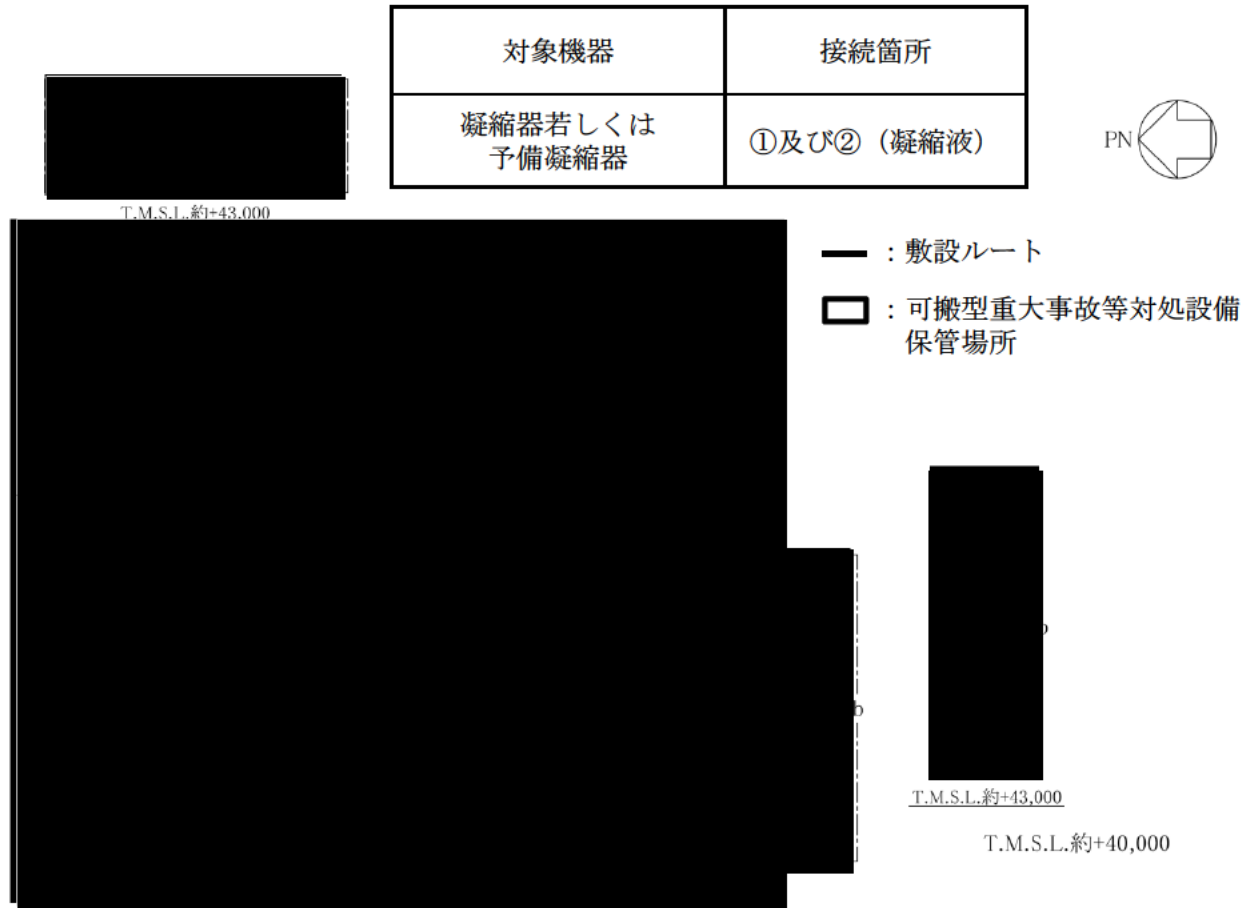 対象機器
接続箇所
凝縮器若しくは
予備凝縮器
①及び②（凝縮液）
PN
T.M.S.L.約+43,000
：敷設ルート
：可搬型重大事故等対処設備
保管場所
b
T.M.S.L.約+43,000
T.M.S.L.約+40,000